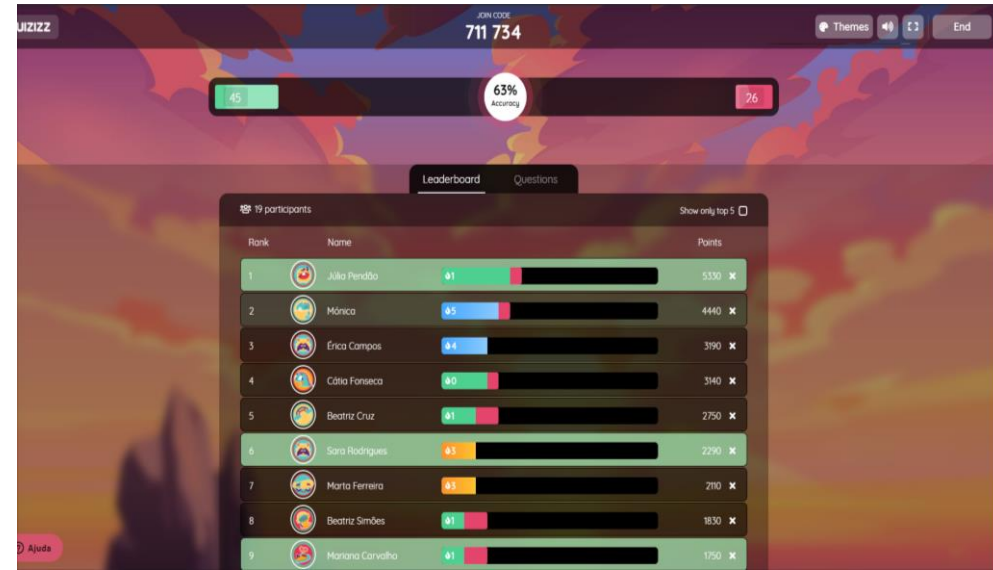 UIZIZZ
JOIN CODE
711 734
Themes
End
45
63%
Accuracy
26
Leaderboard Questions
19 participants
Show only top 5
Rank Name Points
1 Júlia Pendão 1 5330
2 Mónica 5 4440
3 Érica Campos 4 3190
4 Cátia Fonseca 0 3140
5 Beatriz Cruz 1 2750
6 Sara Rodrigues 3 2290
7 Marta Ferreira 3 2110
8 Beatriz Simões 1 1830
9 Mariana Carvalho 1 1750
Ajuda